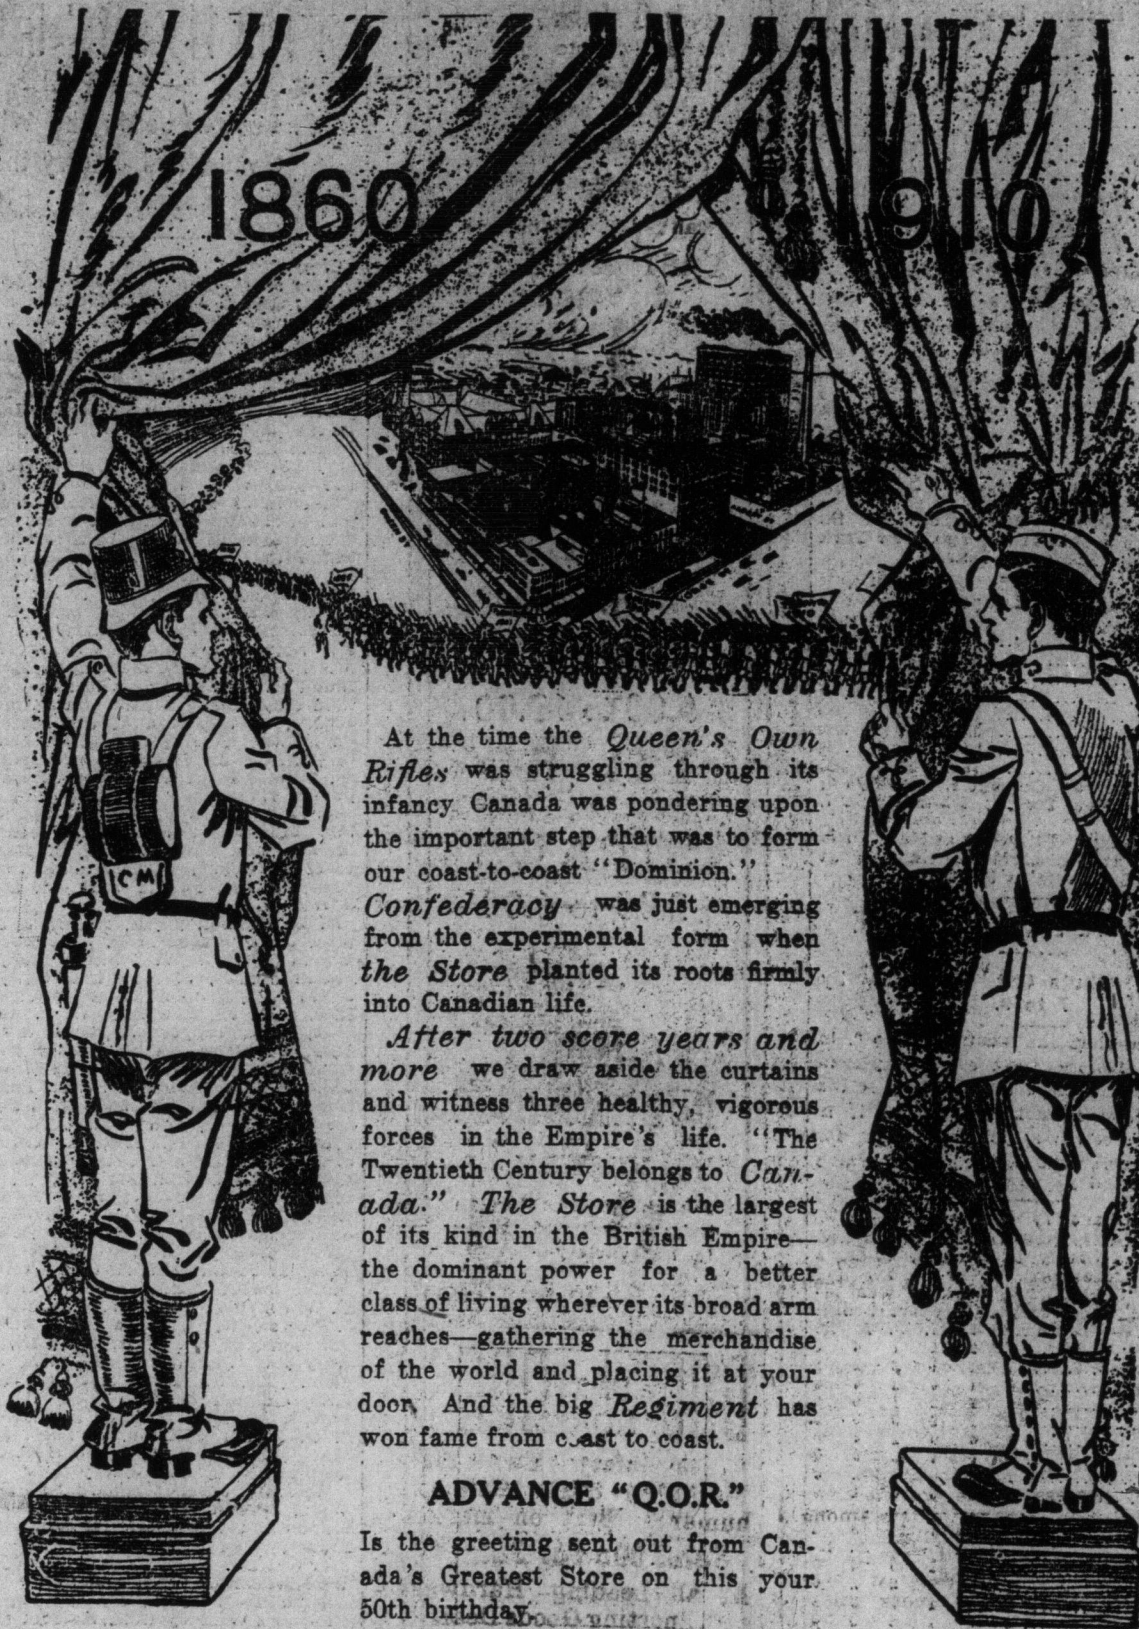 1860
1910
CM
At the time the Queen's Own
Rifles was struggling through its
infancy Canada was pondering upon
the important step that was to form
our coast-to-coast "Dominion."
Confederacy was just emerging
from the experimental form when
the Store planted its roots firmly
into Canadian life.
After two score years and
more we draw aside the curtains
and witness three healthy, vigorous
forces in the Empire's life. "The
Twentieth Century belongs to Can-
ada." The Store is the largest
of its kind in the British Empire—
the dominant power for a better
class of living wherever its broad arm
reaches—gathering the merchandise
of the world and placing it at your
door. And the big Regiment has
won fame from coast to coast.
ADVANCE "Q.O.R."
Is the greeting sent out from Can-
ada's Greatest Store on this your
50th birthday.